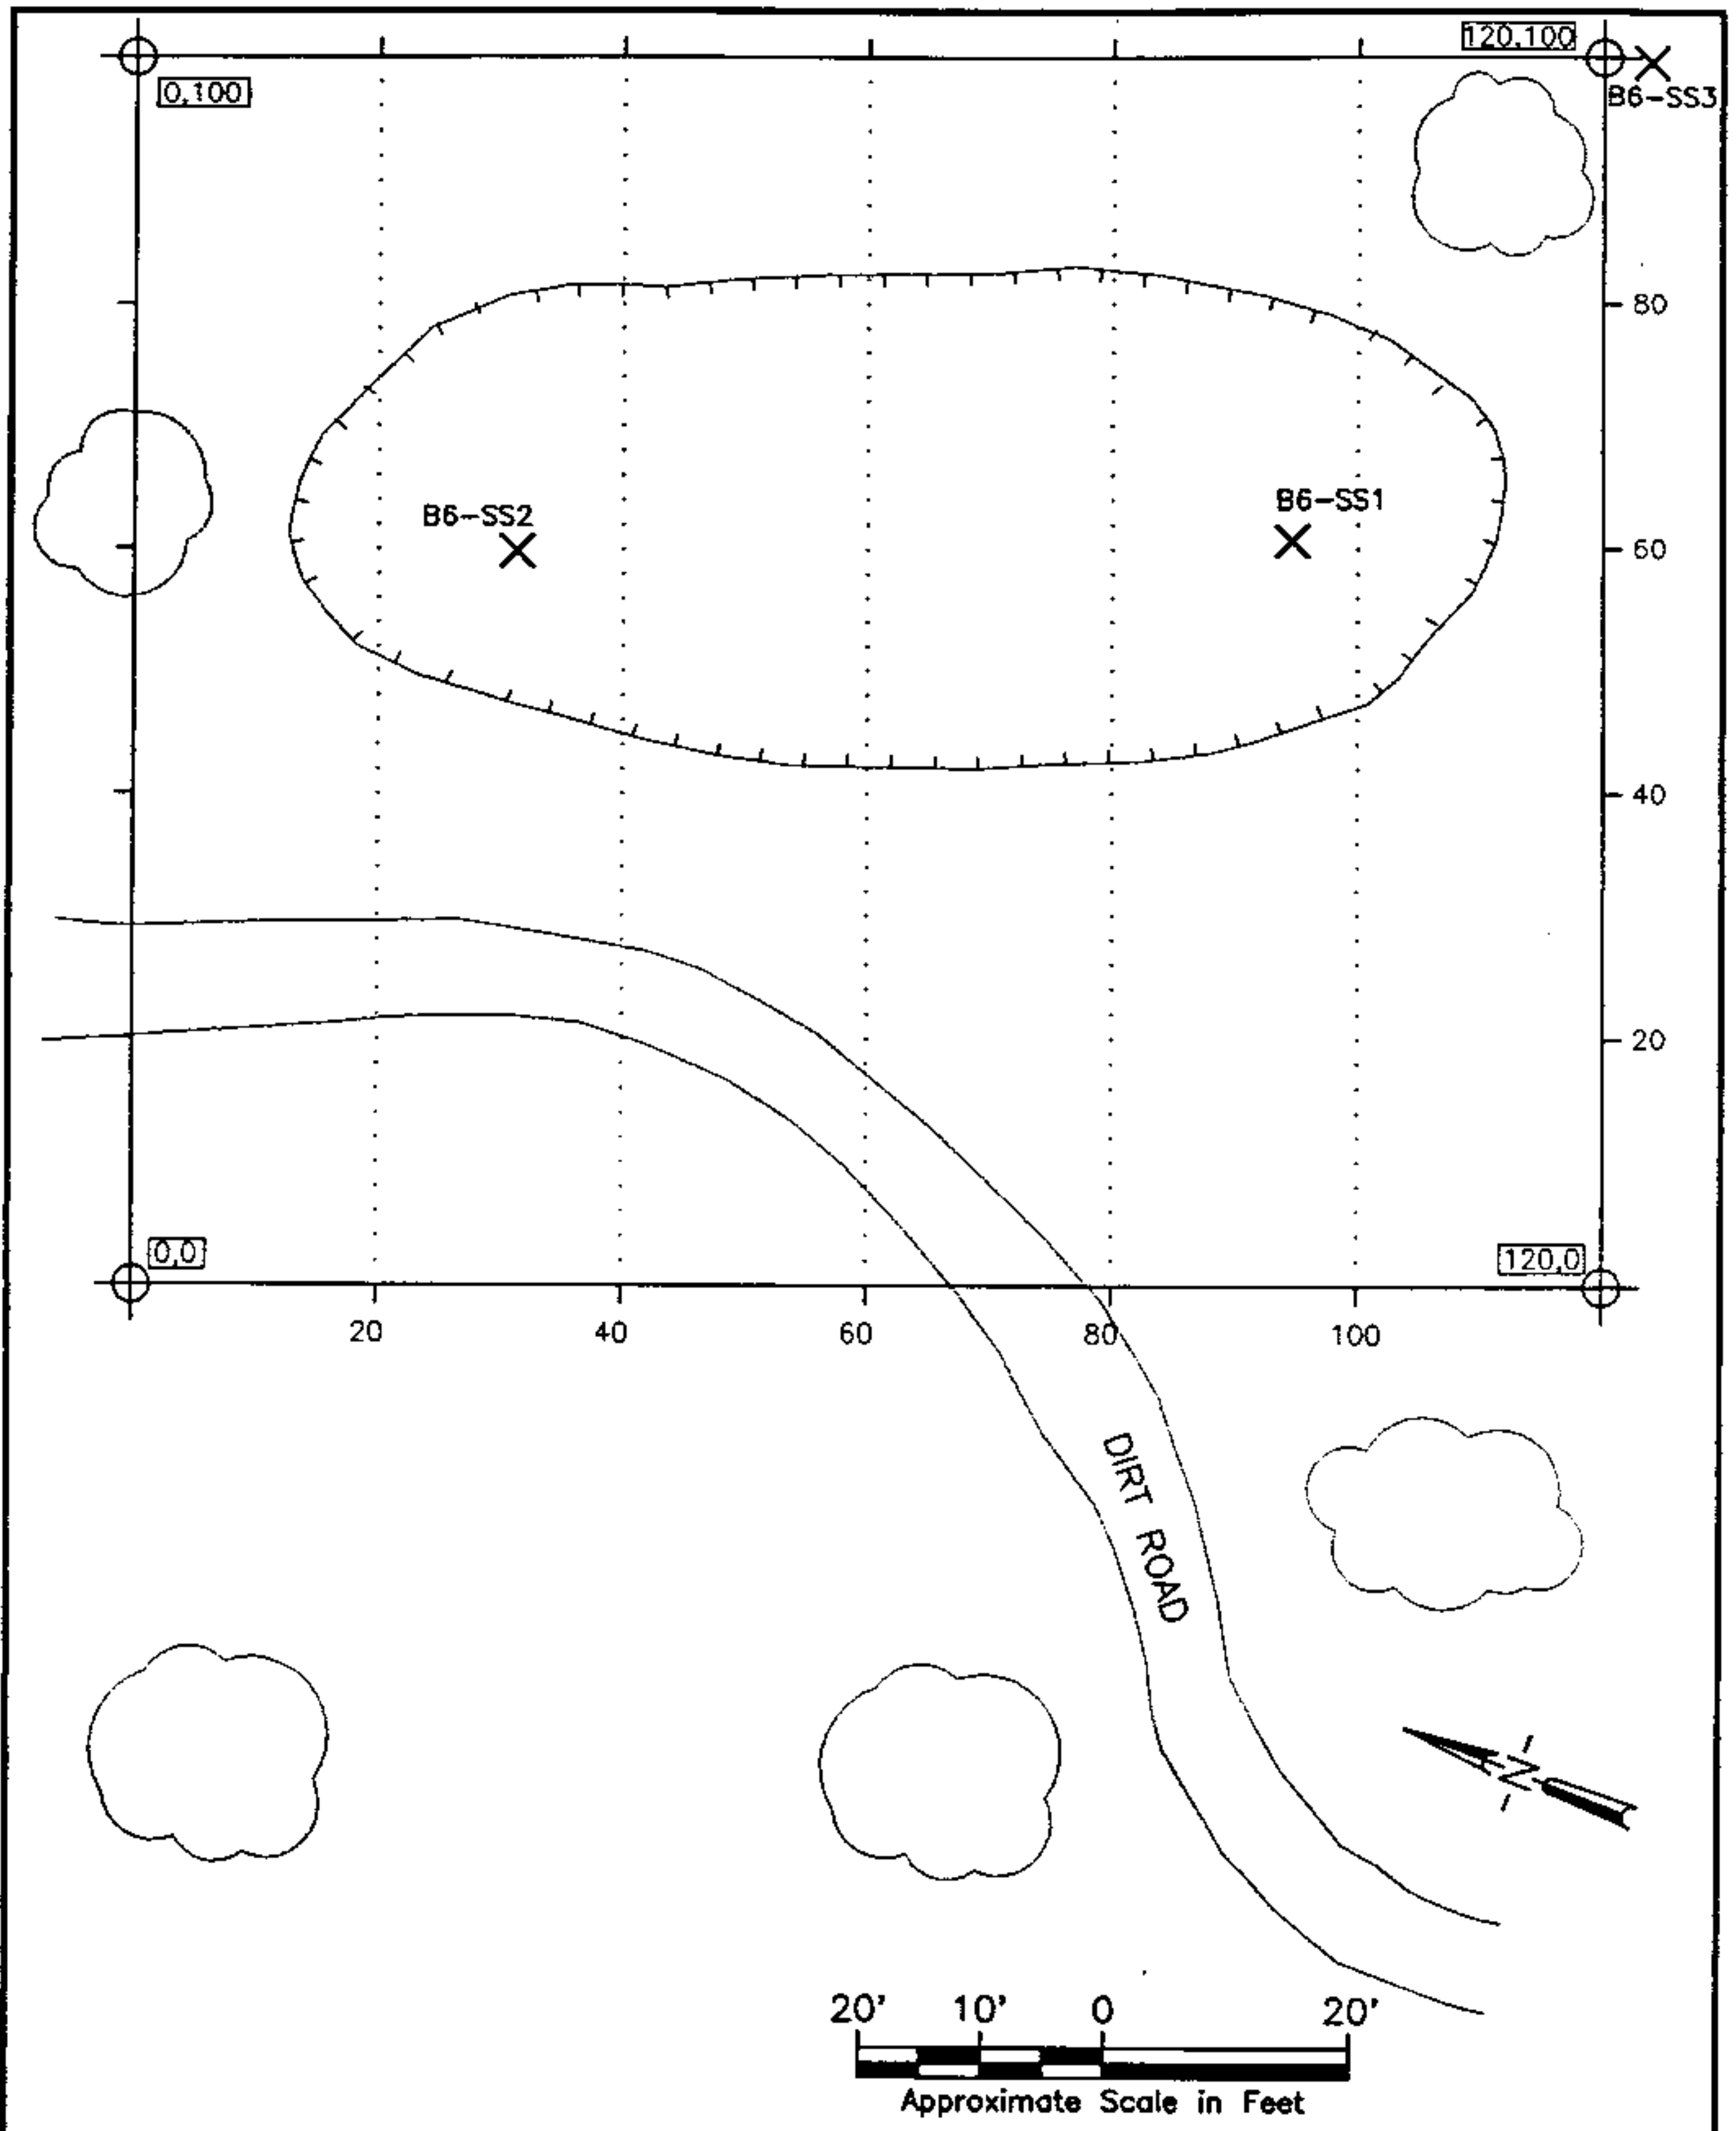 120,100
0,100
B6-SS3
80
B6-SS1
B6-SS2
60
40
20
0,0
120,0
20 40 60 80 100
DIRT ROAD
N
20' 10' 0 20'
Approximate Scale in Feet